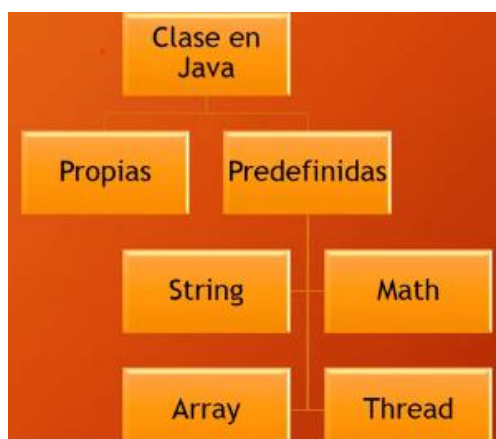 Clase en
Java
Propias
Predefinidas
String
Math
Array
Thread